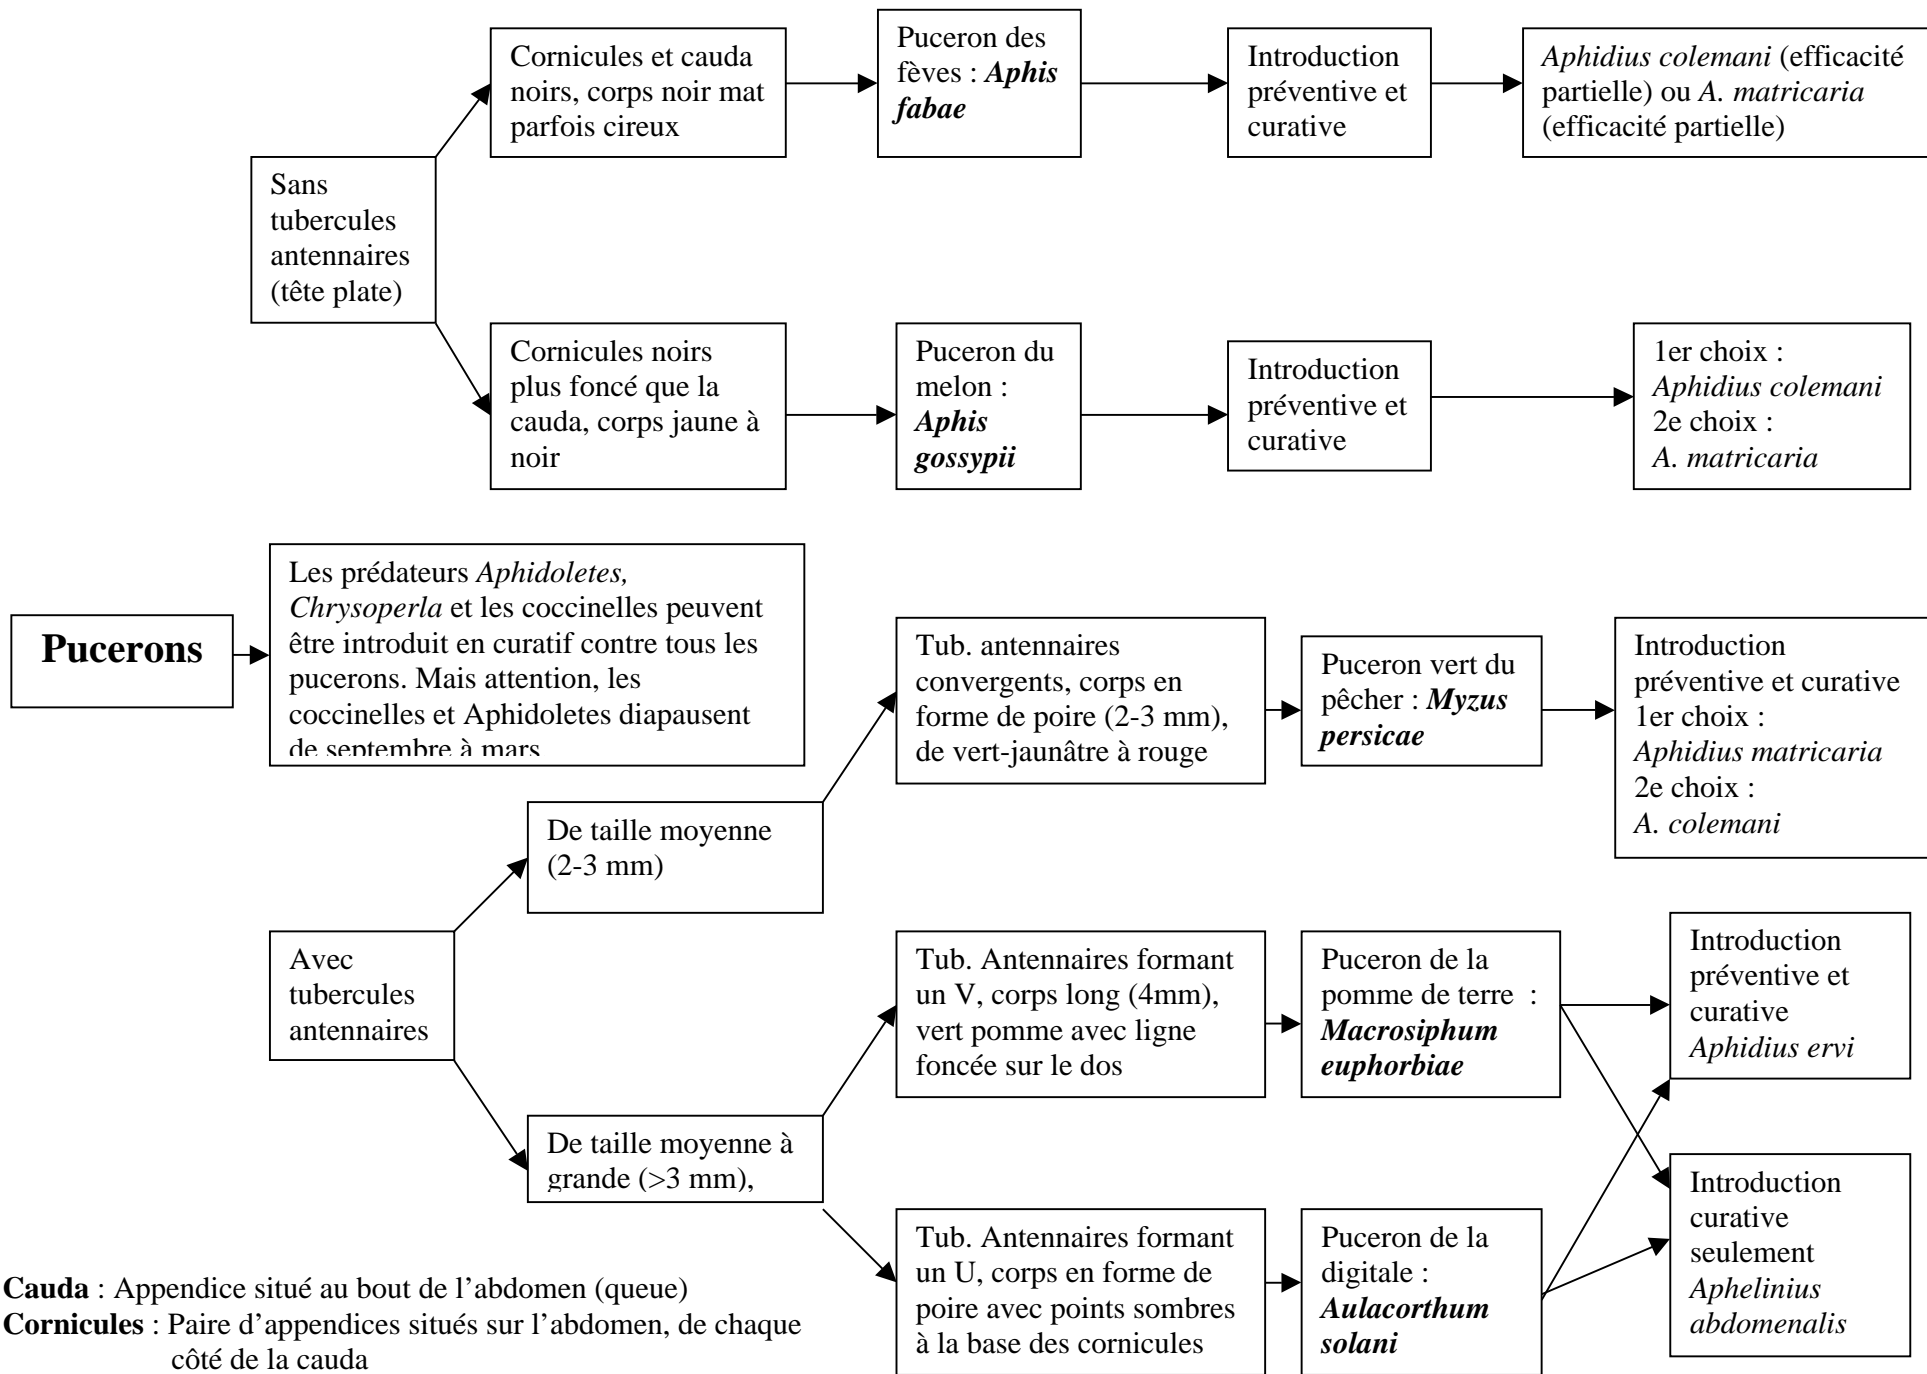 Cornicules et cauda
noirs, corps noir mat
parfois cireux
Puceron des
fèves : Aphis
fabae
Introduction
préventive et
curative
Aphidius colemani (efficacité
partielle) ou A. matricaria
(efficacité partielle)
Sans
tubercules
antennaires
(tête plate)
Cornicules noirs
plus foncé que la
cauda, corps jaune à
noir
Puceron du
melon :
Aphis
gossypii
Introduction
préventive et
curative
1er choix :
Aphidius colemani
2e choix :
A. matricaria
Pucerons
Les prédateurs Aphidoletes,
Chrysoperla et les coccinelles peuvent
être introduit en curatif contre tous les
pucerons. Mais attention, les
coccinelles et Aphidoletes diapausent
de septembre à mars
Tub. antennaires
convergents, corps en
forme de poire (2-3 mm),
de vert-jaunâtre à rouge
Puceron vert du
pêcher : Myzus
persicae
Introduction
préventive et curative
1er choix :
Aphidius matricaria
2e choix :
A. colemani
De taille moyenne
(2-3 mm)
Avec
tubercules
antennaires
Tub. Antennaires formant
un V, corps long (4mm),
vert pomme avec ligne
foncée sur le dos
Puceron de la
pomme de terre :
Macrosiphum
euphorbiae
Introduction
préventive et
curative
Aphidius ervi
De taille moyenne à
grande (>3 mm),
Tub. Antennaires formant
un U, corps en forme de
poire avec points sombres
à la base des cornicules
Puceron de la
digitale :
Aulacorthum
solani
Introduction
curative
seulement
Aphelinius
abdomenalis
Cauda : Appendice situé au bout de l’abdomen (queue)
Cornicules : Paire d’appendices situés sur l’abdomen, de chaque
côté de la cauda